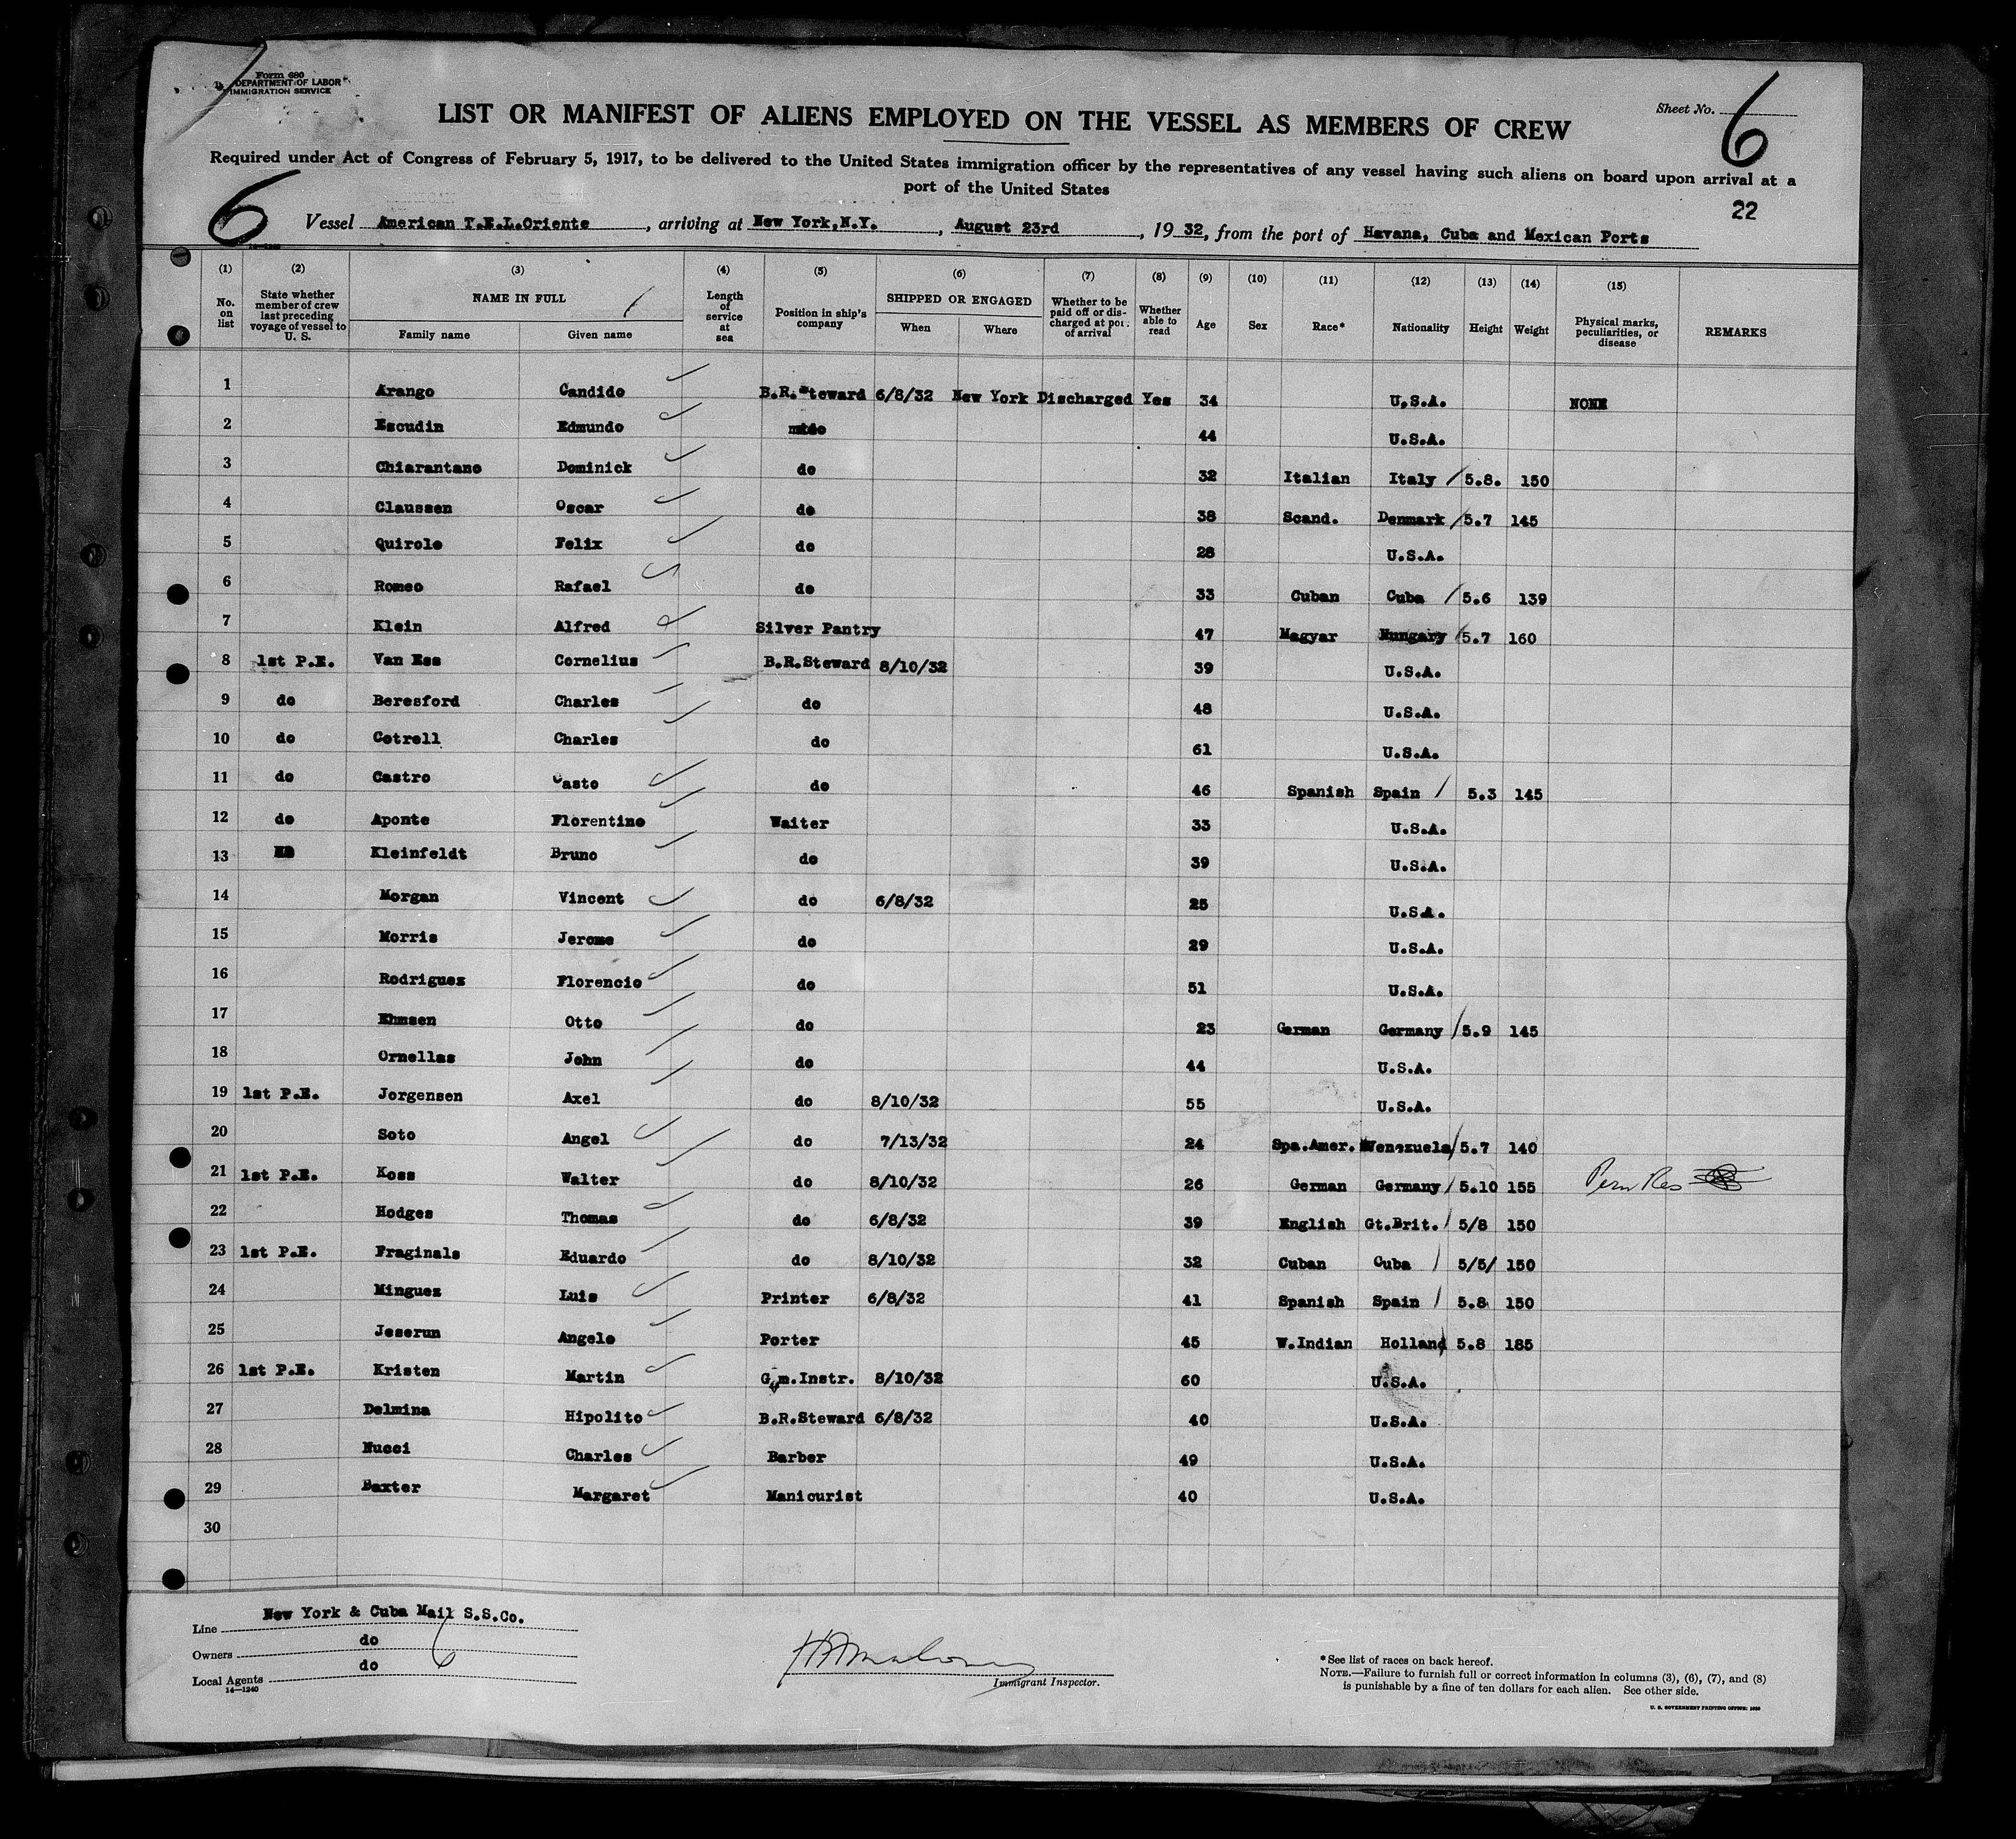 Form 680
DEPARTMENT OF LABOR
IMMIGRATION SERVICE
Sheet No. 6
LIST OR MANIFEST OF ALIENS EMPLOYED ON THE VESSEL AS MEMBERS OF CREW
Required under Act of Congress of February 5, 1917, to be delivered to the United States immigration officer by the representatives of any vessel having such aliens on board upon arrival at a
port of the United States
22
6 Vessel American T.E.L.Oriente, arriving at New York,N.Y., August 23rd, 1932, from the port of Havana, Cuba and Mexican Ports
(1) (2) (3) (4) (5) (6) (7) (8) (9) (10) (11) (12) (13) (14) (15)
No. on list State whether member of crew last preceding voyage of vessel to U. S. NAME IN FULL Family name Given name Length of service at sea Position in ship's company SHIPPED OR ENGAGED When Where Whether to be paid off or discharged at port of arrival Whether able to read Age Sex Race* Nationality Height Weight Physical marks, peculiarities, or disease REMARKS
1 Arango Candido B.R. Steward 6/8/32 New York Discharged Yes 34 U.S.A. NONE
2 Escudin Edmundo do 44 U.S.A.
3 Chiarantano Dominick do 32 Italian Italy 5.8. 150
4 Claussen Oscar do 38 Scand. Denmark 5.7 145
5 Quirole Felix do 28 U.S.A.
6 Romeo Rafael do 33 Cuban Cuba 5.6 139
7 Klein Alfred Silver Pantry 47 Magyar Hungary 5.7 160
8 1st P.E. Van Ess Cornelius B.R.Steward 8/10/32 39 U.S.A.
9 do Beresford Charles do 48 U.S.A.
10 do Cotrell Charles do 61 U.S.A.
11 do Castro Casto do 46 Spanish Spain 5.3 145
12 do Aponte Florentino Waiter 33 U.S.A.
13 Kleinfeldt Bruno do 39 U.S.A.
14 Morgan Vincent do 6/8/32 25 U.S.A.
15 Morris Jerome do 29 U.S.A.
16 Rodriguez Florencio do 51 U.S.A.
17 Ehmsen Otto do 23 German Germany 5.9 145
18 Ornellas John do 44 U.S.A.
19 1st P.E. Jorgensen Axel do 8/10/32 55 U.S.A.
20 Soto Angel do 7/13/32 24 Spa.Amer. Venezuela 5.7 140
21 1st P.E. Koss Walter do 8/10/32 26 German Germany 5.10 155 Perm Res
22 Hodges Thomas do 6/8/32 39 English Gt.Brit. 5/8 150
23 1st P.E. Fraginals Eduardo do 8/10/32 32 Cuban Cuba 5/5/ 150
24 Minguez Luis Printer 6/8/32 41 Spanish Spain 5.8 150
25 Jeserun Angelo Porter 45 W.Indian Holland 5.8 185
26 1st P.E. Kristen Martin Gym.Instr. 8/10/32 60 U.S.A.
27 Delmina Hipolito B.R.Steward 6/8/32 40 U.S.A.
28 Nucci Charles Barber 49 U.S.A.
29 Baxter Margaret Manicurist 40 U.S.A.
30
Line New York & Cuba Mail S.S.Co.
Owners do
Local Agents do
6
14—1240
Immigrant Inspector.
*See list of races on back hereof.
NOTE.—Failure to furnish full or correct information in columns (3), (6), (7), and (8)
is punishable by a fine of ten dollars for each alien. See other side.